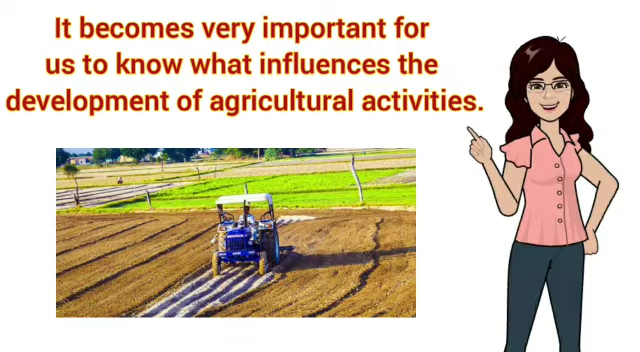 It becomes very important for
us to know what influences the
development of agricultural activities.